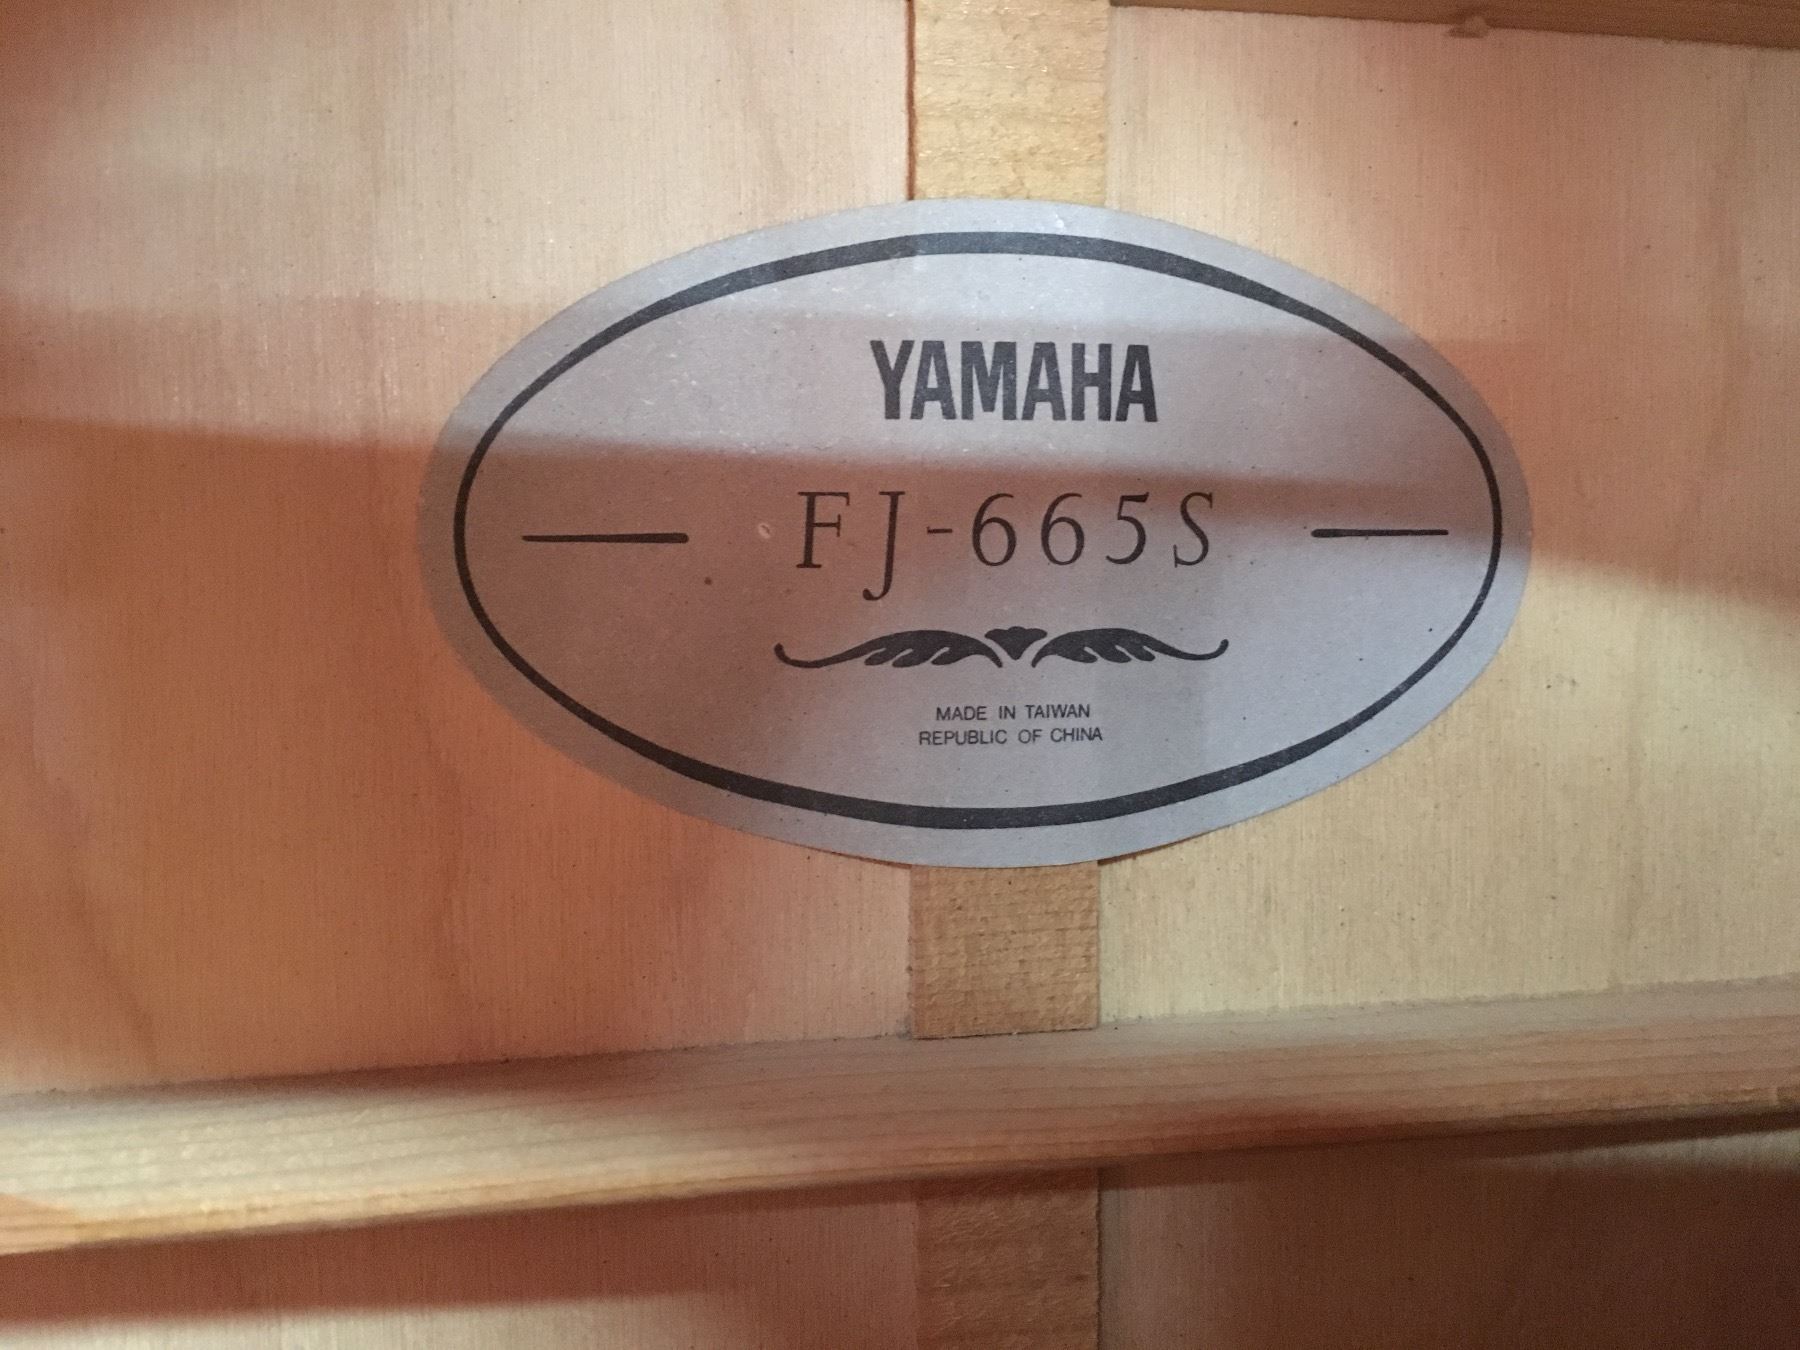 YAMAHA
FJ-665S
MADE IN TAIWAN
REPUBLIC OF CHINA